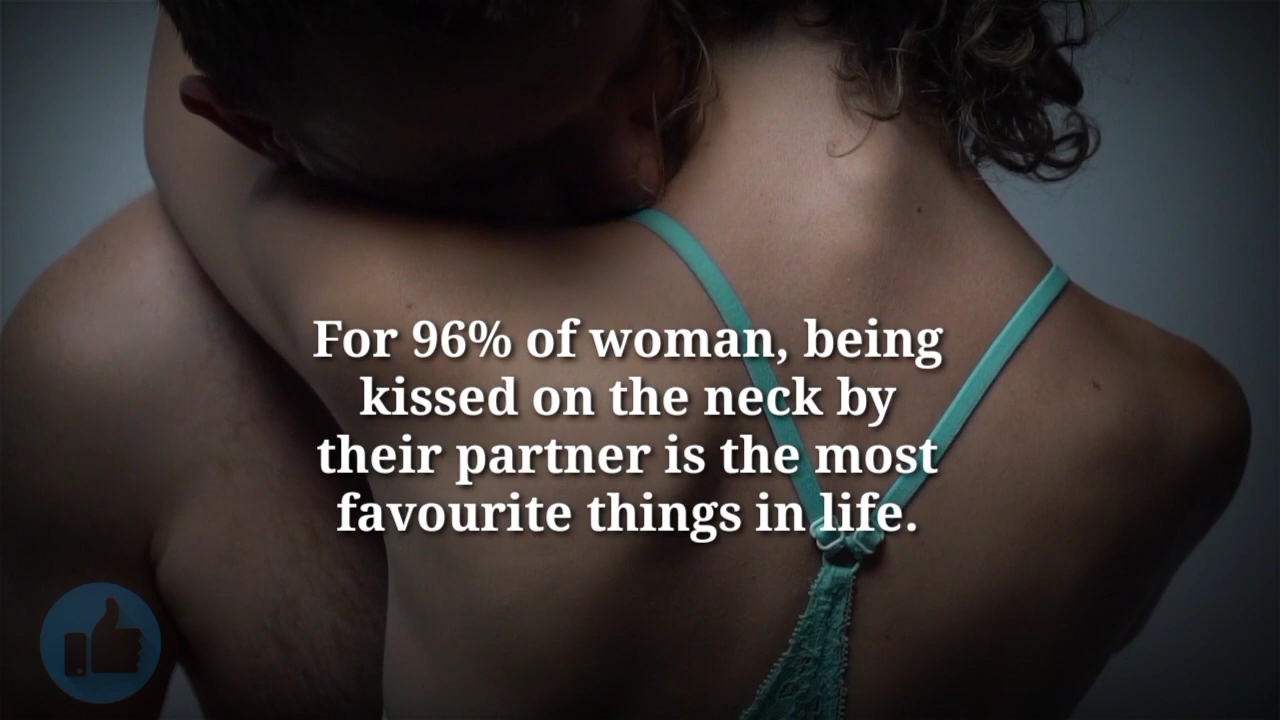 For 96% of woman, being
kissed on the neck by
their partner is the most
favourite things in life.